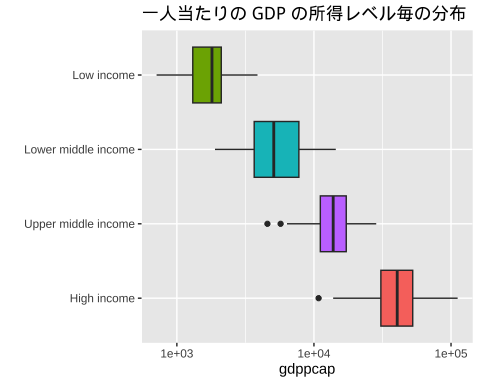 一人当たりの GDP の所得レベル毎の分布
Low income
Lower middle income
Upper middle income
High income
1e+03 1e+04 1e+05
gdppcap